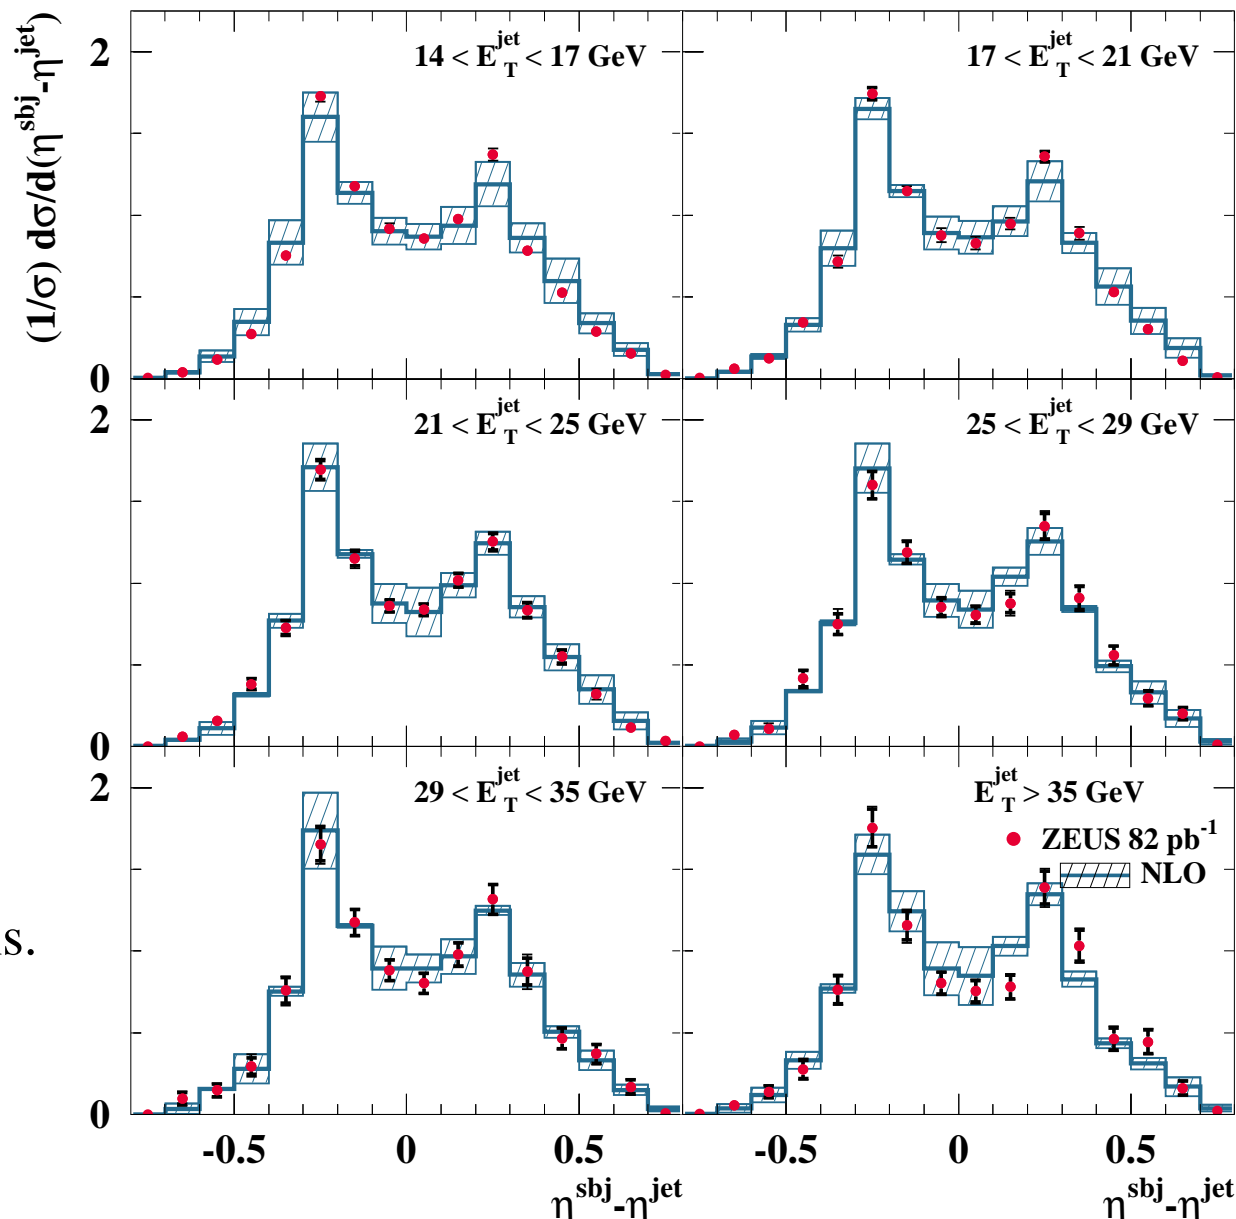 (1/σ) dσ/d(η^sbj-η^jet)
2
14 < E_T^jet < 17 GeV
17 < E_T^jet < 21 GeV
0
2
21 < E_T^jet < 25 GeV
25 < E_T^jet < 29 GeV
0
2
29 < E_T^jet < 35 GeV
E_T^jet > 35 GeV
ZEUS 82 pb^-1
NLO
0
-0.5 0 0.5
-0.5 0 0.5
η^sbj-η^jet
η^sbj-η^jet